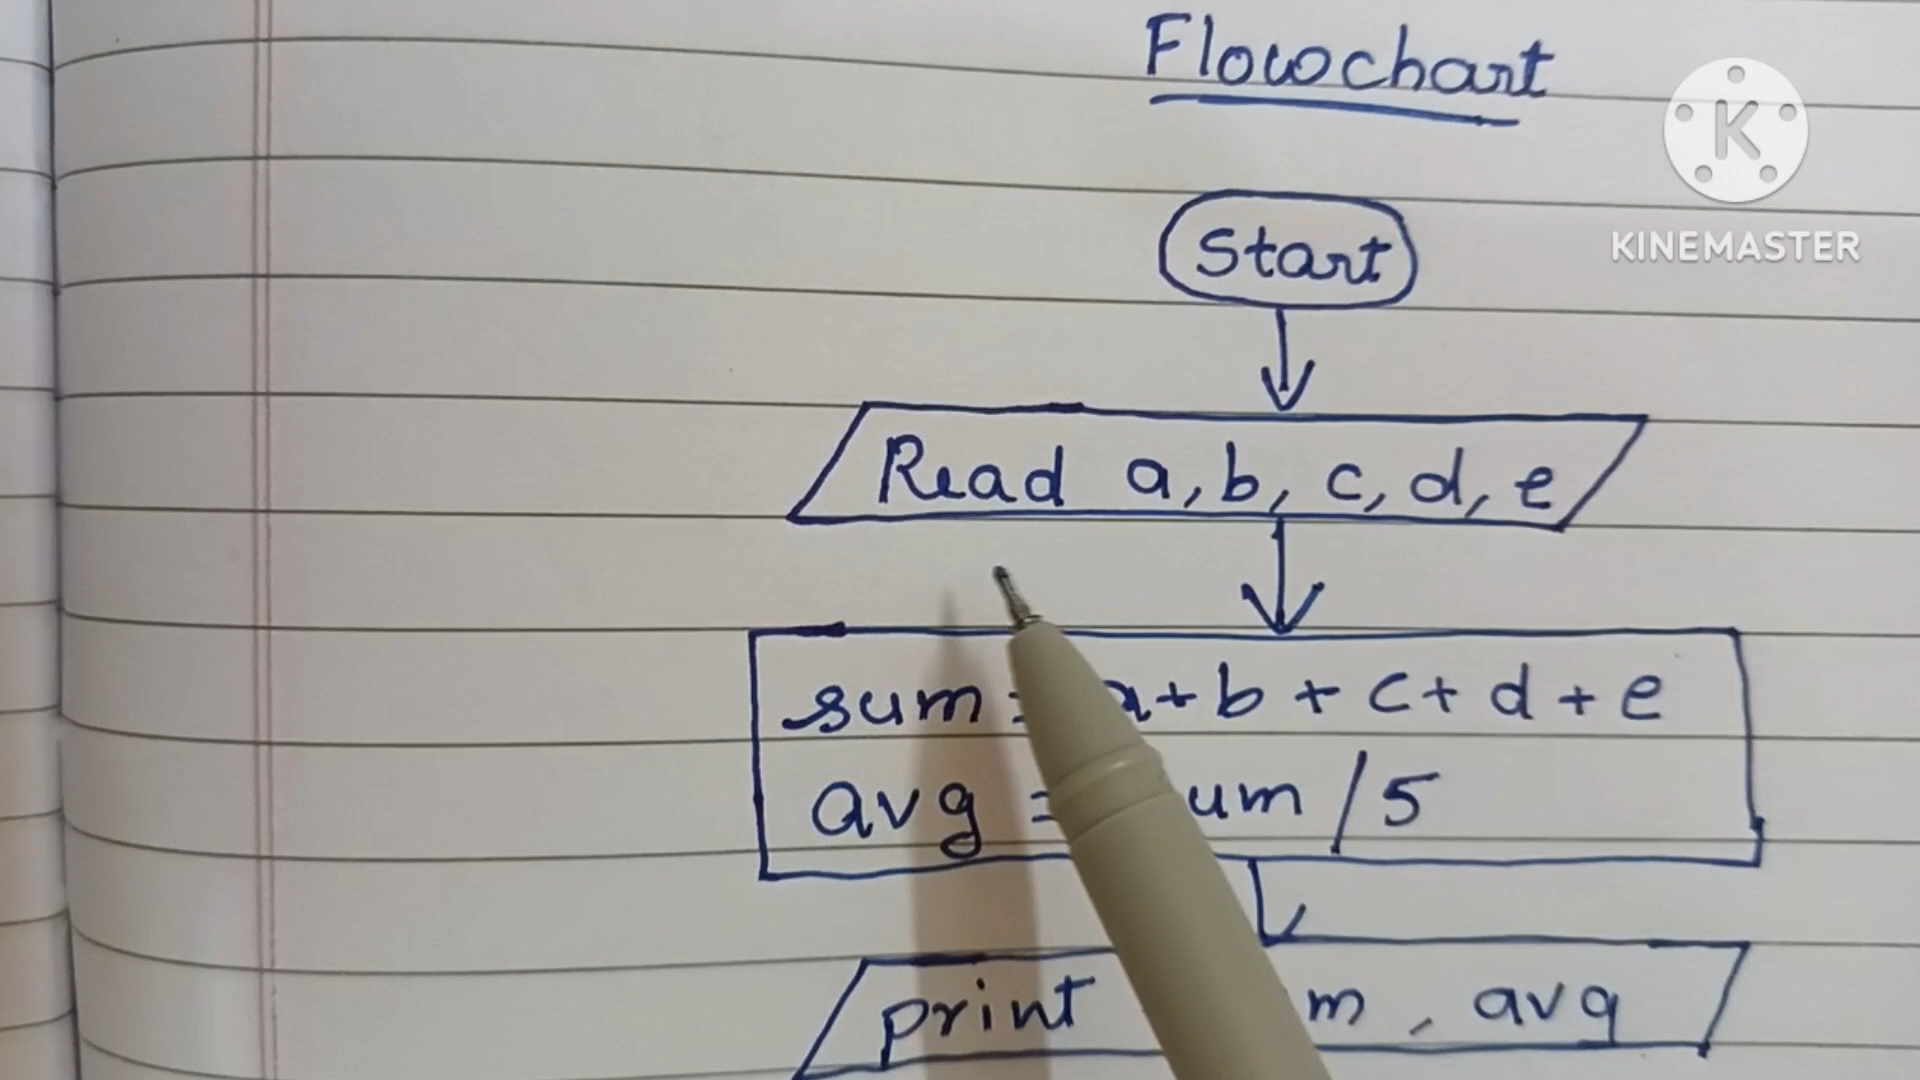 Flowchart
KINEMASTER
Start
Read a, b, c, d, e
sum = a + b + c + d + e
avg = um / 5
print m, avg